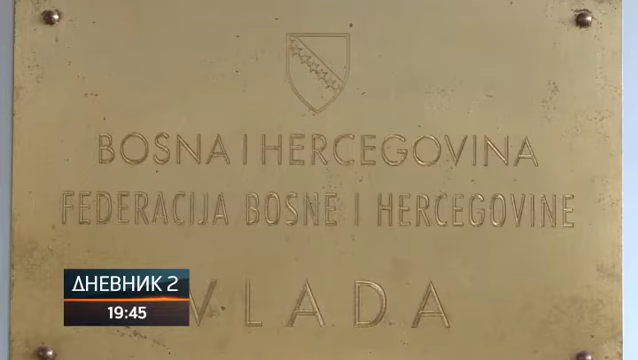 BOSNA I HERCEGOVINA
FEDERACIJA BOSNE I HERCEGOVINE
VLADA
ДНЕВНИК 2
19:45